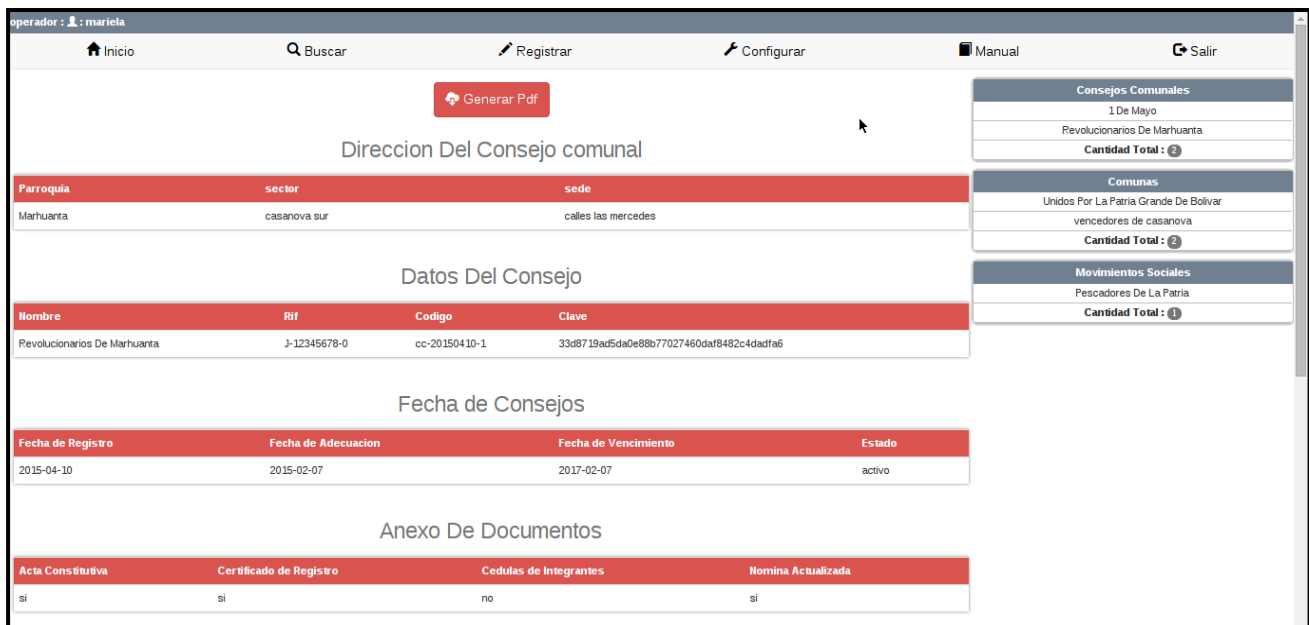 operador : : mariela
Inicio Buscar Registrar Configurar Manual Salir
Generar Pdf
Direccion Del Consejo comunal
Parroquia sector sede
Marhuanta casanova sur calles las mercedes
Datos Del Consejo
Nombre Rif Codigo Clave
Revolucionarios De Marhuanta J-12345678-0 cc-20150410-1 33d8719ad5da0e88b77027460daf8482c4dadfa6
Fecha de Consejos
Fecha de Registro Fecha de Adecuacion Fecha de Vencimiento Estado
2015-04-10 2015-02-07 2017-02-07 activo
Anexo De Documentos
Acta Constitutiva Certificado de Registro Cedulas de Integrantes Nomina Actualizada
si si no si
Consejos Comunales
1 De Mayo
Revolucionarios De Marhuanta
Cantidad Total : 2
Comunas
Unidos Por La Patria Grande De Bolivar
vencedores de casanova
Cantidad Total : 2
Movimientos Sociales
Pescadores De La Patria
Cantidad Total : 1